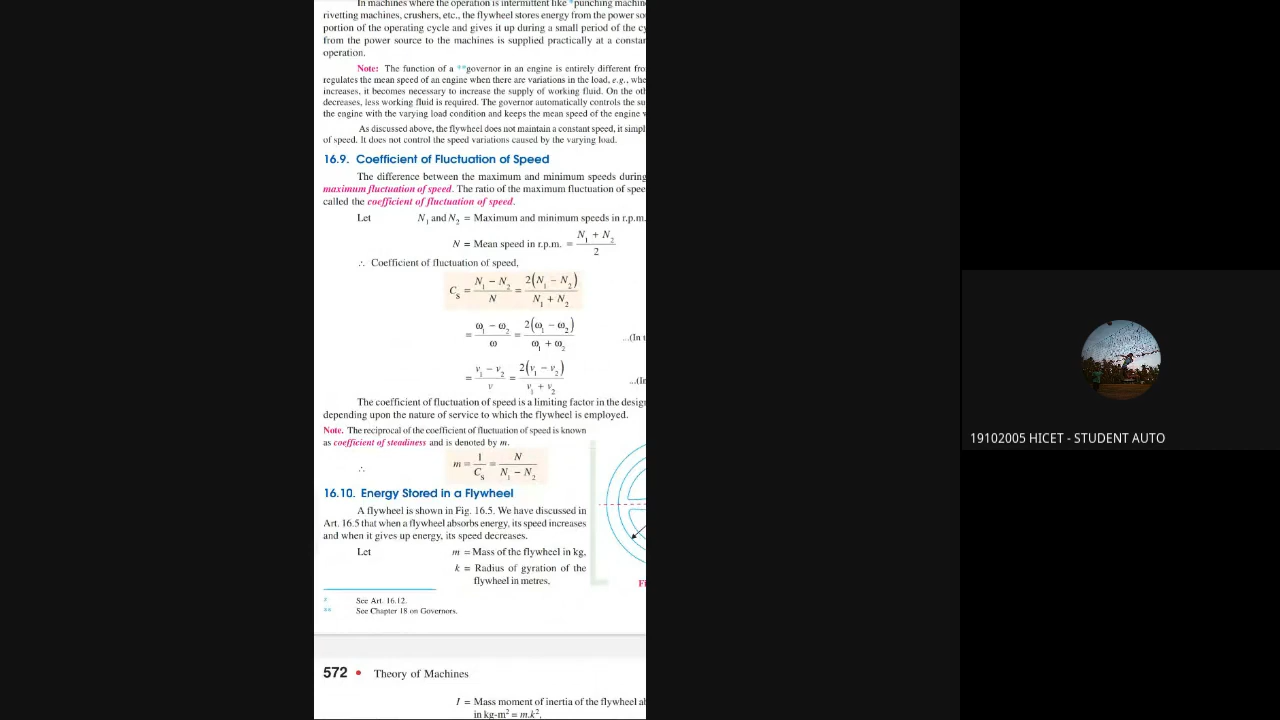 In machines where the operation is intermittent like *punching machin
rivetting machines, crushers, etc., the flywheel stores energy from the power so
portion of the operating cycle and gives it up during a small period of the cy
from the power source to the machines is supplied practically at a constan
operation.
Note: The function of a **governor in an engine is entirely different fro
regulates the mean speed of an engine when there are variations in the load, e.g., whe
increases, it becomes necessary to increase the supply of working fluid. On the oth
decreases, less working fluid is required. The governor automatically controls the su
the engine with the varying load condition and keeps the mean speed of the engine w
As discussed above, the flywheel does not maintain a constant speed, it simpl
of speed. It does not control the speed variations caused by the varying load.
16.9. Coefficient of Fluctuation of Speed
The difference between the maximum and minimum speeds during
maximum fluctuation of speed. The ratio of the maximum fluctuation of spee
called the coefficient of fluctuation of speed.
Let N₁ and N₂ = Maximum and minimum speeds in r.p.m.
N = Mean speed in r.p.m. = (N₁ + N₂)/2
∴ Coefficient of fluctuation of speed,
C_S = (N₁ − N₂)/N = 2(N₁ − N₂)/(N₁ + N₂)
= (ω₁ − ω₂)/ω = 2(ω₁ − ω₂)/(ω₁ + ω₂) ...(In
= (v₁ − v₂)/v = 2(v₁ − v₂)/(v₁ + v₂) ...(In
The coefficient of fluctuation of speed is a limiting factor in the design
depending upon the nature of service to which the flywheel is employed.
Note. The reciprocal of the coefficient of fluctuation of speed is known
as coefficient of steadiness and is denoted by m.
∴ m = 1/C_S = N/(N₁ − N₂)
16.10. Energy Stored in a Flywheel
A flywheel is shown in Fig. 16.5. We have discussed in
Art. 16.5 that when a flywheel absorbs energy, its speed increases
and when it gives up energy, its speed decreases.
Let m = Mass of the flywheel in kg,
k = Radius of gyration of the
flywheel in metres.
Fi
* See Art. 16.12.
** See Chapter 18 on Governors.
572 • Theory of Machines
I = Mass moment of inertia of the flywheel ab
in kg-m² = m.k²,
19102005 HICET - STUDENT AUTO